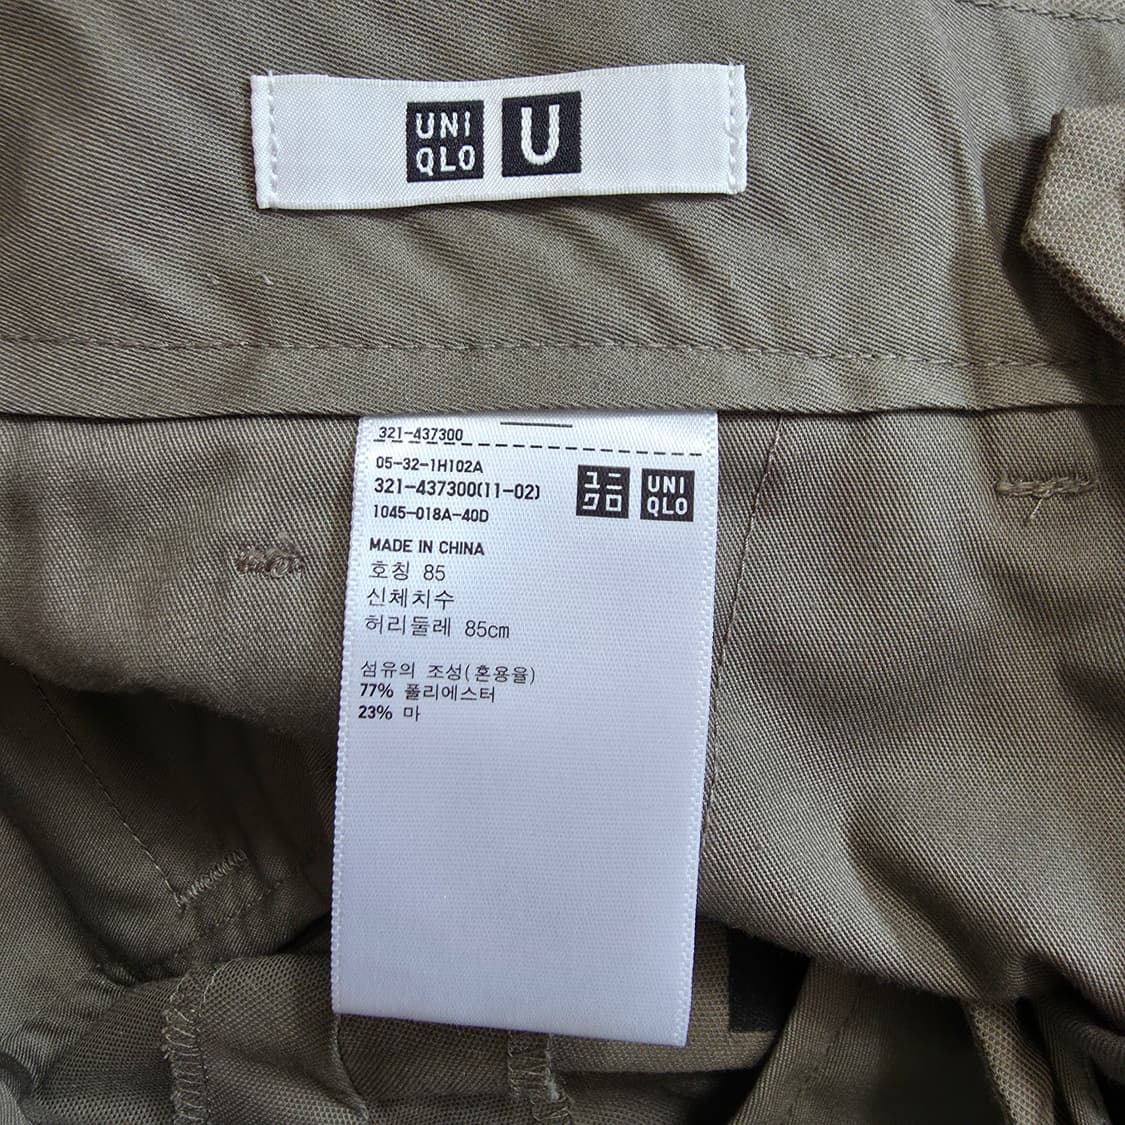 UNI
QLO
U
321-437300
05-32-1H102A
321-437300(11-02)
1045-018A-40D
ユニ
クロ
UNI
QLO
MADE IN CHINA
호칭 85
신체치수
허리둘레 85cm
섬유의 조성(혼용율)
77% 폴리에스터
23% 마